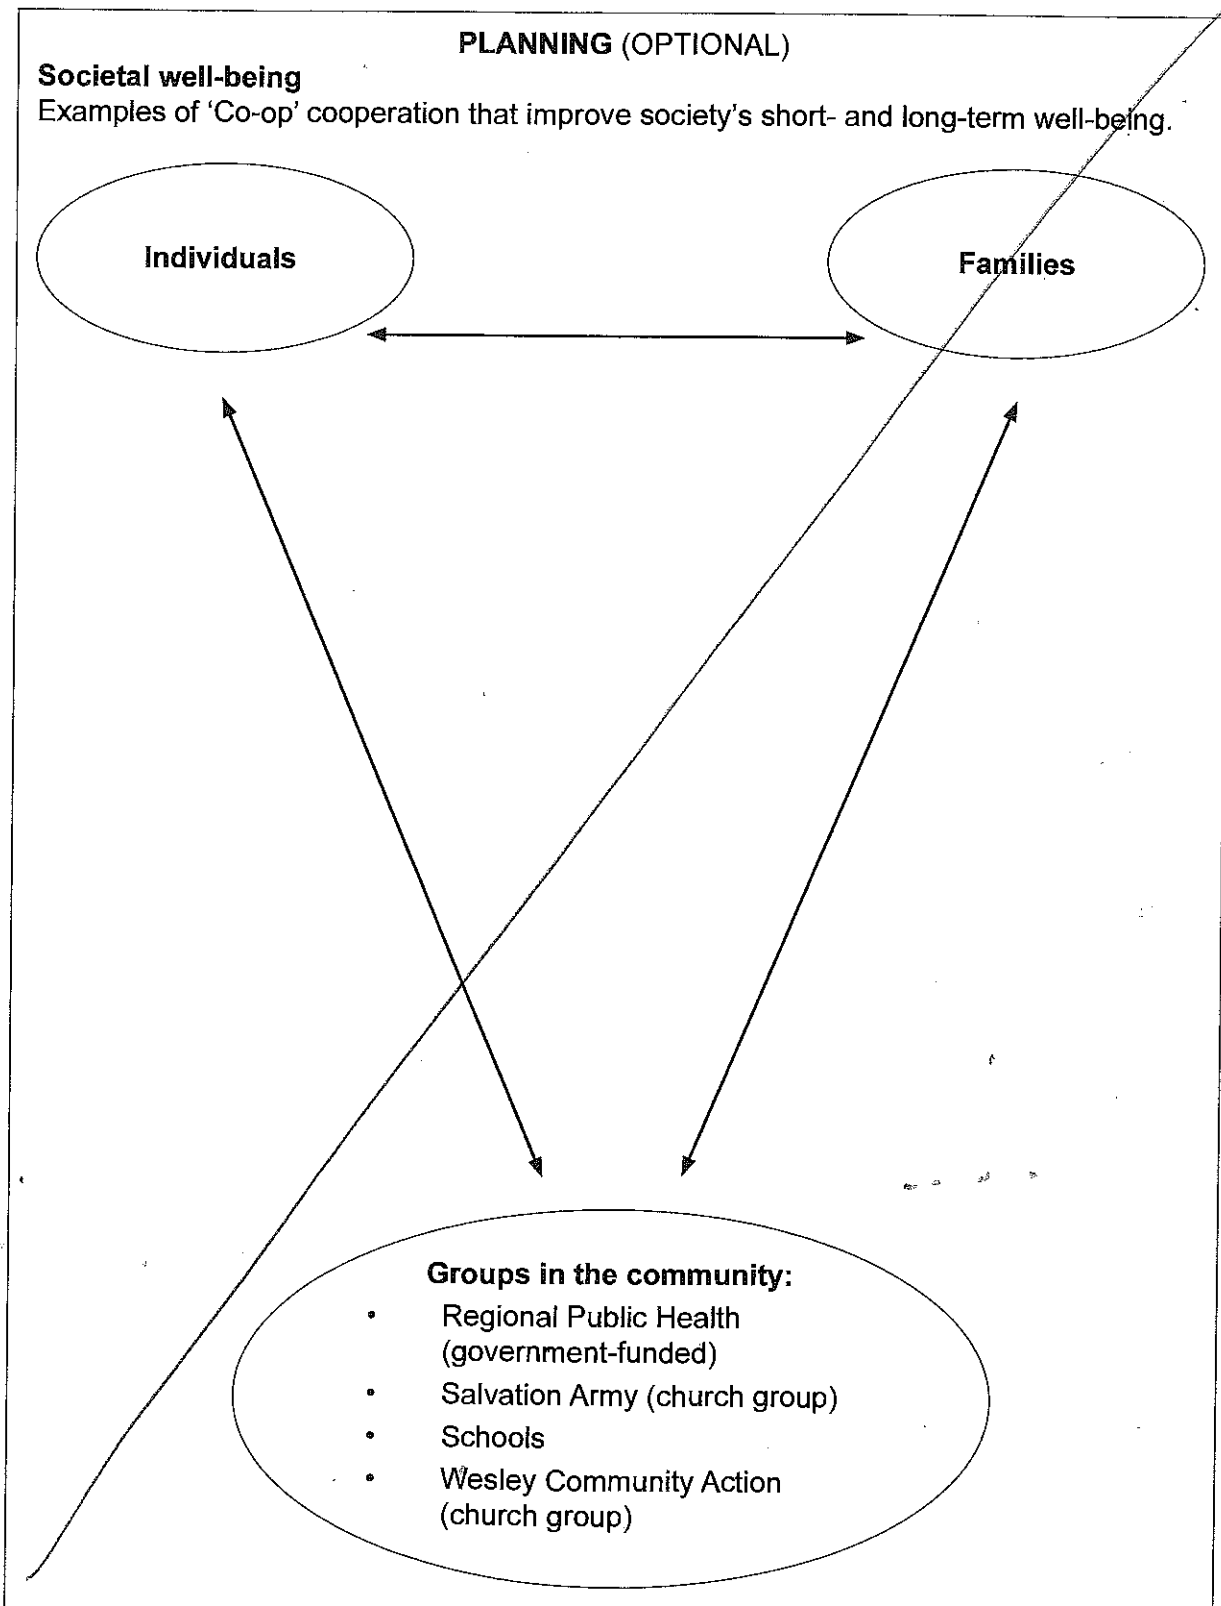 PLANNING (OPTIONAL)
Societal well-being
Examples of ‘Co-op’ cooperation that improve society’s short- and long-term well-being.
Individuals
Families
Groups in the community:
• Regional Public Health
(government-funded)
• Salvation Army (church group)
• Schools
• Wesley Community Action
(church group)